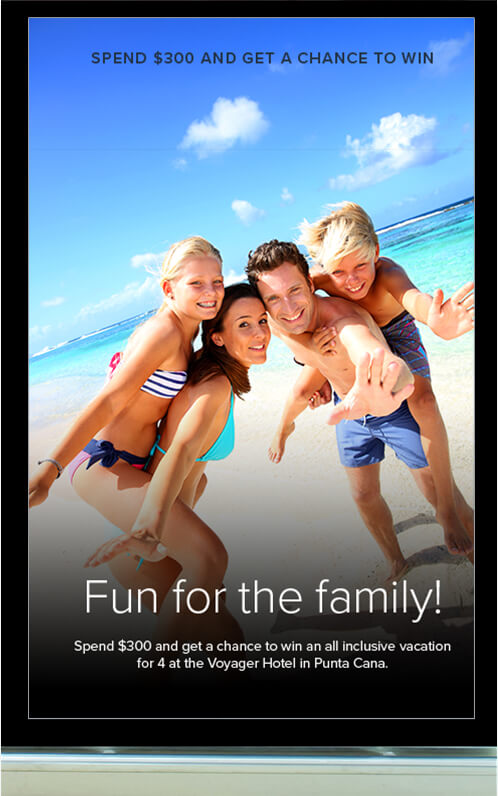 SPEND $300 AND GET A CHANCE TO WIN
Fun for the family!
Spend $300 and get a chance to win an all inclusive vacation
for 4 at the Voyager Hotel in Punta Cana.